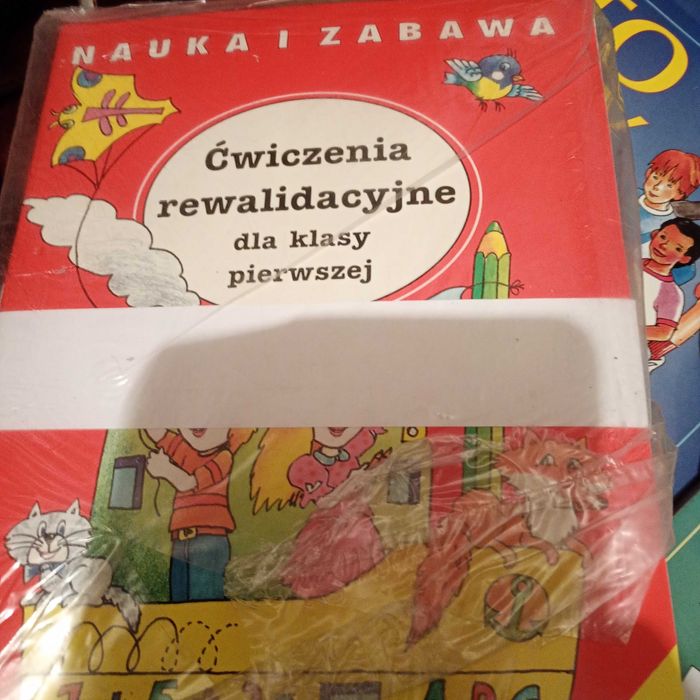 NAUKA I ZABAWA
Ćwiczenia
rewalidacyjne
dla klasy
pierwszej